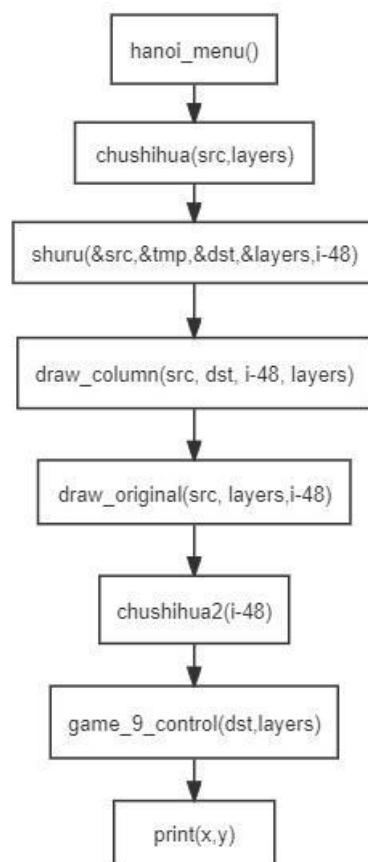 hanoi_menu()
chushihua(src,layers)
shuru(&src,&tmp,&dst,&layers,i-48)
draw_column(src, dst, i-48, layers)
draw_original(src, layers,i-48)
chushihua2(i-48)
game_9_control(dst,layers)
print(x,y)